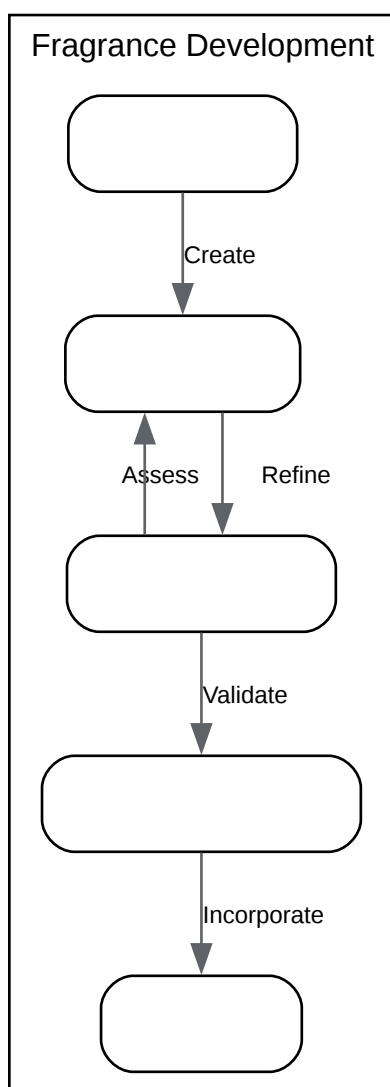 Fragrance Development
Create
Assess
Refine
Validate
Incorporate